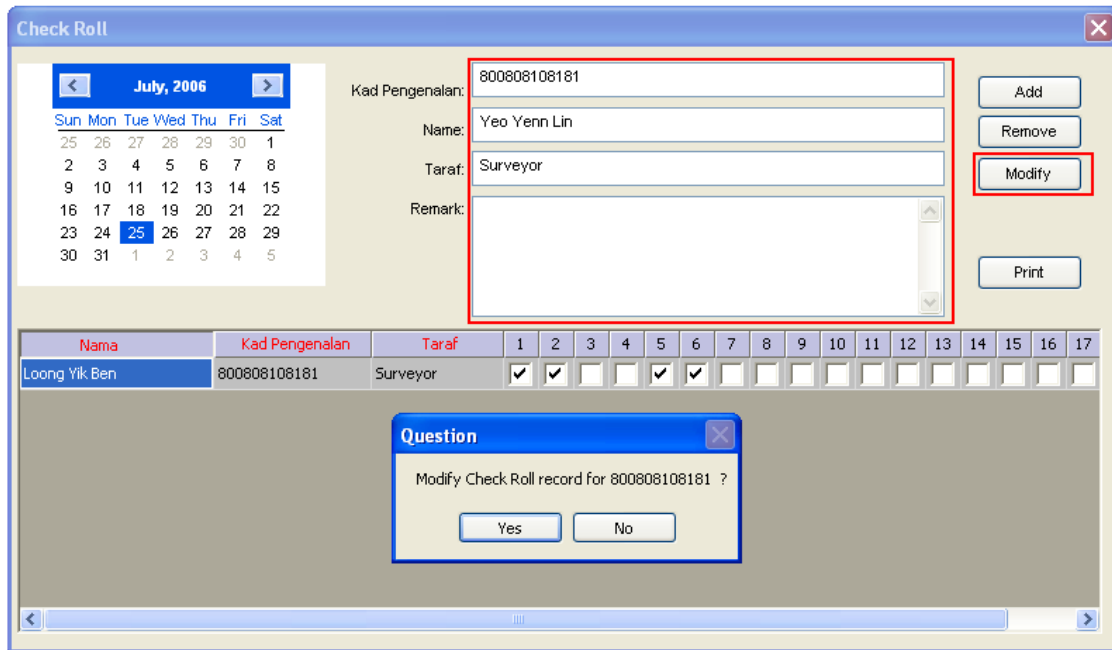 Check Roll
July, 2006
Sun Mon Tue Wed Thu Fri Sat
25 26 27 28 29 30 1
2 3 4 5 6 7 8
9 10 11 12 13 14 15
16 17 18 19 20 21 22
23 24 25 26 27 28 29
30 31 1 2 3 4 5
Kad Pengenalan: 800808108181
Name: Yeo Yenn Lin
Taraf: Surveyor
Remark:
Add
Remove
Modify
Print
Nama Kad Pengenalan Taraf 1 2 3 4 5 6 7 8 9 10 11 12 13 14 15 16 17
Loong Yik Ben 800808108181 Surveyor
Question
Modify Check Roll record for 800808108181 ?
Yes No